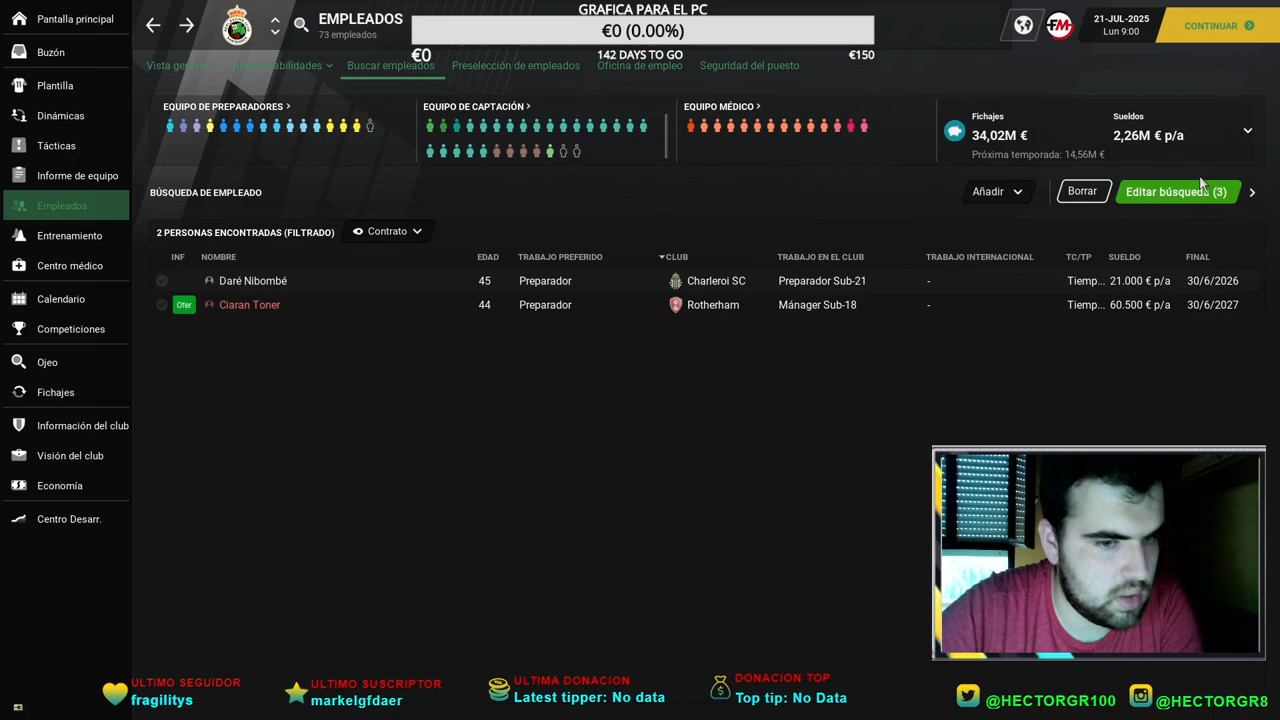 Pantalla principal
Buzón
Plantilla
Dinámicas
Tácticas
Informe de equipo
Empleados
Entrenamiento
Centro médico
Calendario
Competiciones
Ojeo
Fichajes
Información del club
Visión del club
Economía
Centro Desarr.
EMPLEADOS
73 empleados
GRAFICA PARA EL PC
€0 (0.00%)
€0
142 DAYS TO GO
€150
21-JUL-2025
Lun 9:00
CONTINUAR
Buscar empleados
Preselección de empleados
Oficina de empleo
Seguridad del puesto
EQUIPO DE PREPARADORES >
EQUIPO DE CAPTACIÓN >
EQUIPO MÉDICO >
Fichajes
34,02M €
Próxima temporada: 14,56M €
Sueldos
2,26M € p/a
BÚSQUEDA DE EMPLEADO
Añadir
Borrar
Editar búsqueda (3)
2 PERSONAS ENCONTRADAS (FILTRADO)
Contrato
INF NOMBRE EDAD TRABAJO PREFERIDO CLUB TRABAJO EN EL CLUB TRABAJO INTERNACIONAL TC/TP SUELDO FINAL
Daré Nibombé 45 Preparador Charleroi SC Preparador Sub-21 - Tiemp... 21.000 € p/a 30/6/2026
Ofer Ciaran Toner 44 Preparador Rotherham Mánager Sub-18 - Tiemp... 60.500 € p/a 30/6/2027
ULTIMO SEGUIDOR
fragilitys
ULTIMO SUSCRIPTOR
markelgfdaer
ULTIMA DONACION
Latest tipper: No data
DONACION TOP
Top tip: No Data
@HECTORGR100
@HECTORGR8